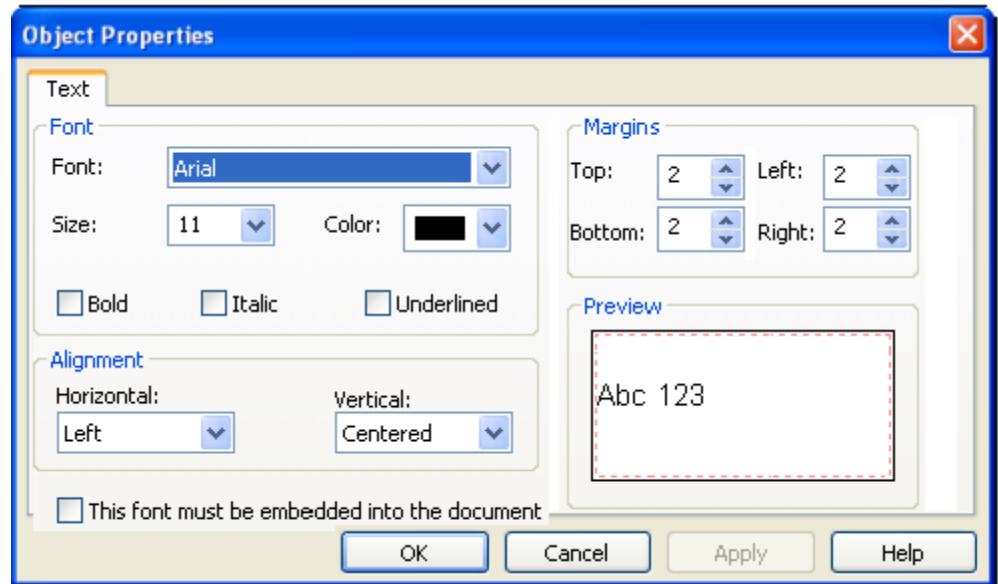 Object Properties
Text
Font
Font: Arial
Size: 11 Color:
Bold Italic Underlined
Alignment
Horizontal: Vertical:
Left Centered
This font must be embedded into the document
Margins
Top: 2 Left: 2
Bottom: 2 Right: 2
Preview
Abc 123
OK Cancel Apply Help